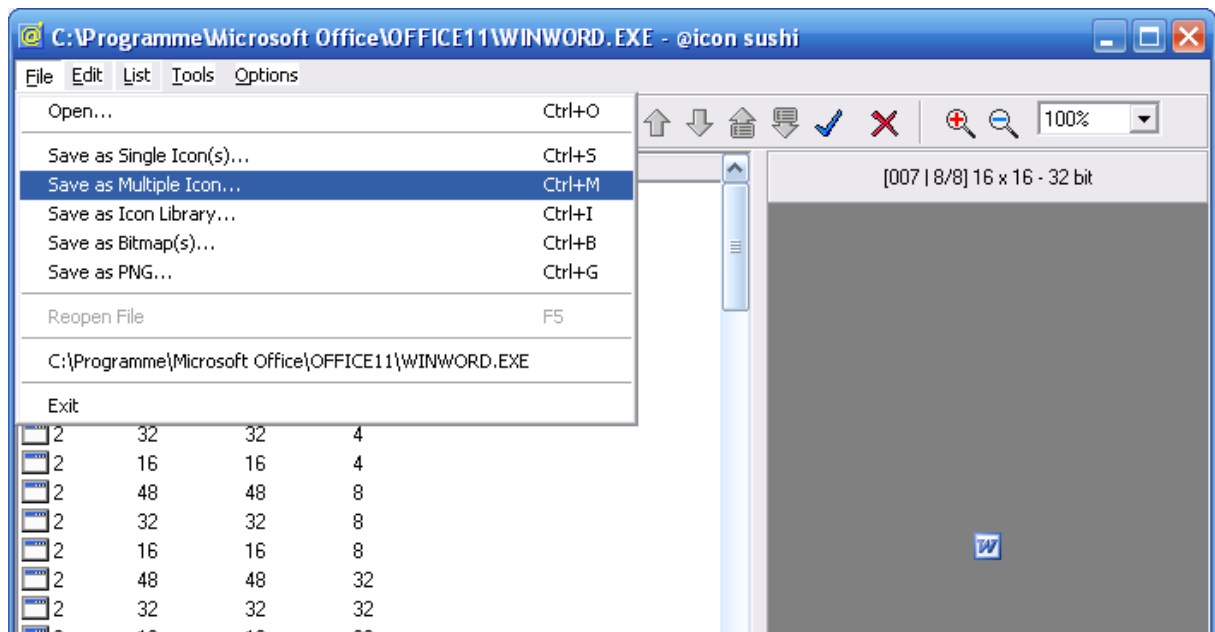 C:\Programme\Microsoft Office\OFFICE11\WINWORD.EXE - @icon sushi
File Edit List Tools Options
Open... Ctrl+O
100%
Save as Single Icon(s)... Ctrl+S
Save as Multiple Icon... Ctrl+M
[007 | 8/8] 16 x 16 - 32 bit
Save as Icon Library... Ctrl+I
Save as Bitmap(s)... Ctrl+B
Save as PNG... Ctrl+G
Reopen File F5
C:\Programme\Microsoft Office\OFFICE11\WINWORD.EXE
Exit
2 32 32 4
2 16 16 4
2 48 48 8
2 32 32 8
2 16 16 8
W
2 48 48 32
2 32 32 32